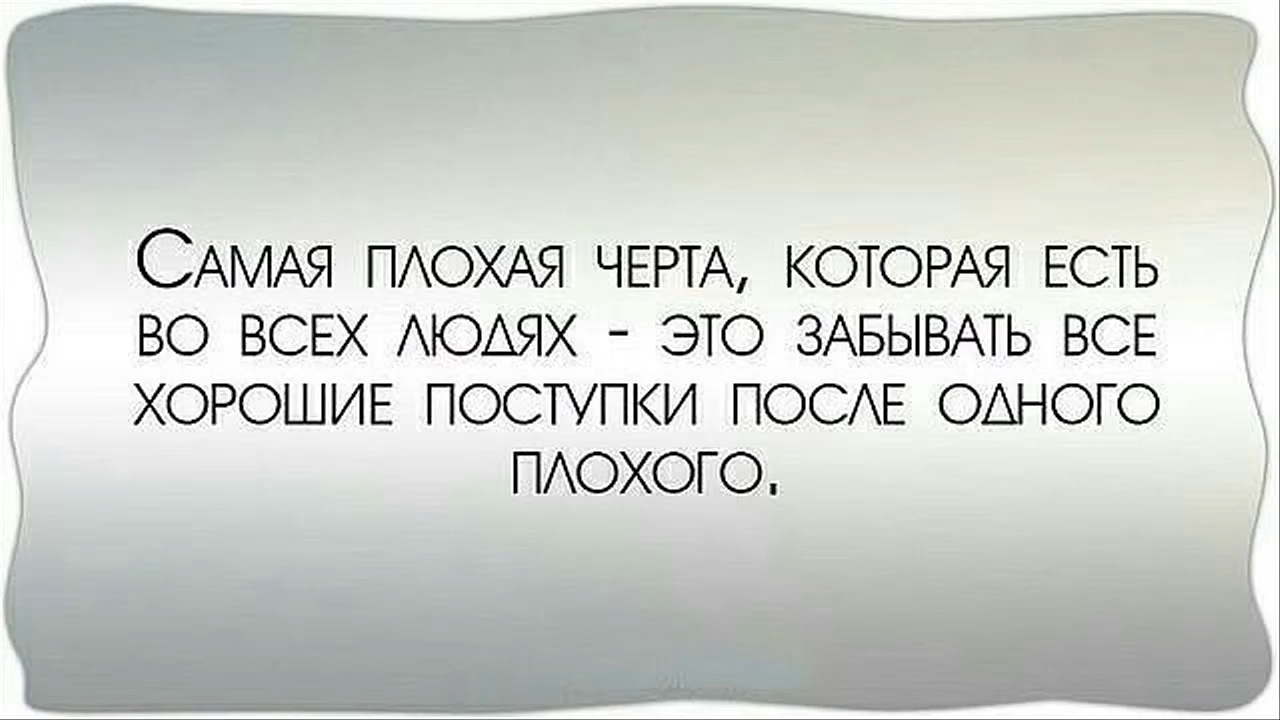 Самая плохая черта, которая есть
во всех людях - это забывать все
хорошие поступки после одного
плохого.